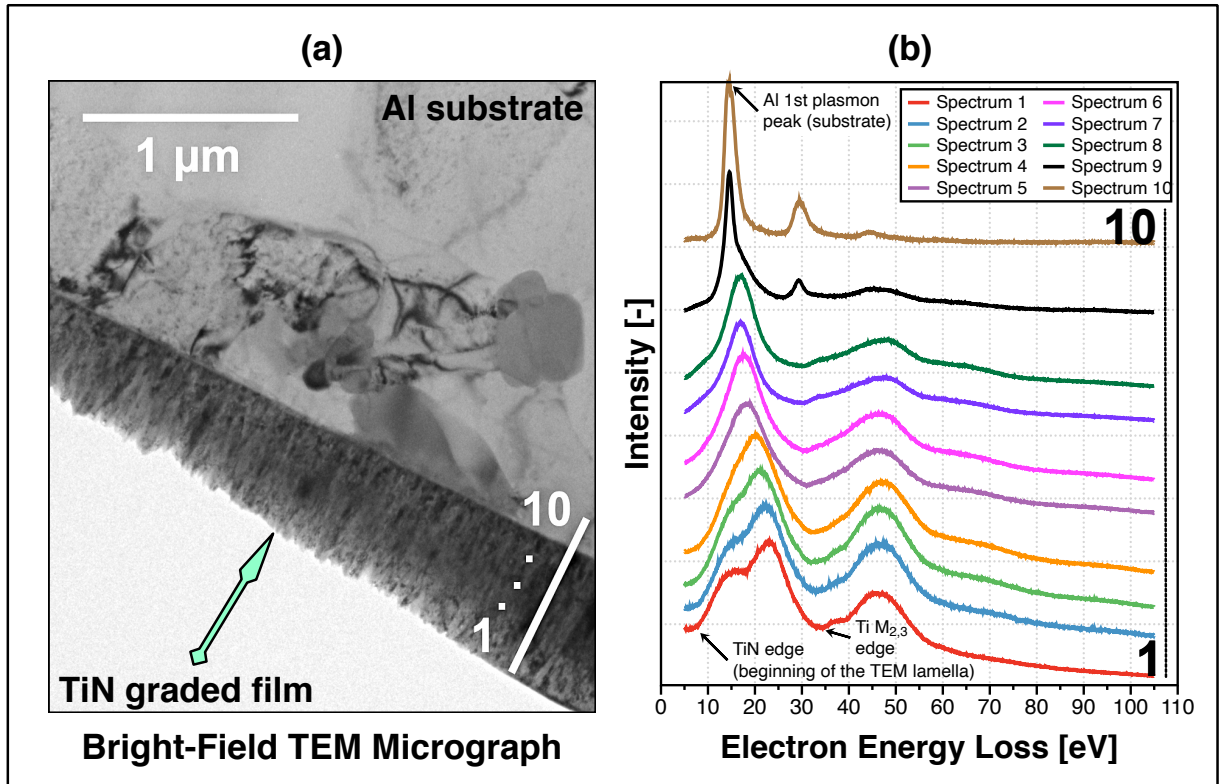 (a)
Al substrate
1 μm
10
1
TiN graded film
Bright-Field TEM Micrograph
(b)
Al 1st plasmon
peak (substrate)
Spectrum 1
Spectrum 2
Spectrum 3
Spectrum 4
Spectrum 5
Spectrum 6
Spectrum 7
Spectrum 8
Spectrum 9
Spectrum 10
10
Intensity [-]
Ti M2,3
edge
TiN edge
(beginning of the TEM lamella)
1
0 10 20 30 40 50 60 70 80 90 100 110
Electron Energy Loss [eV]